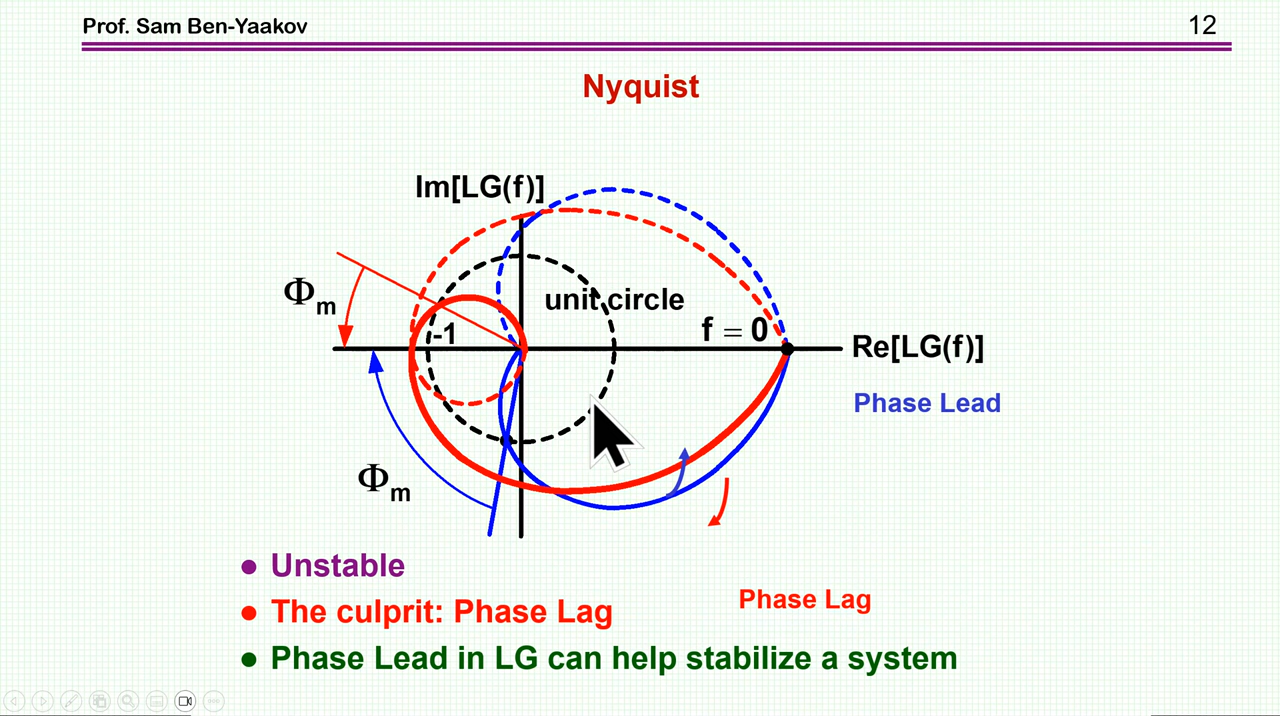 Prof. Sam Ben-Yaakov
12
Nyquist
Im[LG(f)]
Φm
unit circle
-1
f = 0
Re[LG(f)]
Phase Lead
Φm
● Unstable
● The culprit: Phase Lag
Phase Lag
● Phase Lead in LG can help stabilize a system